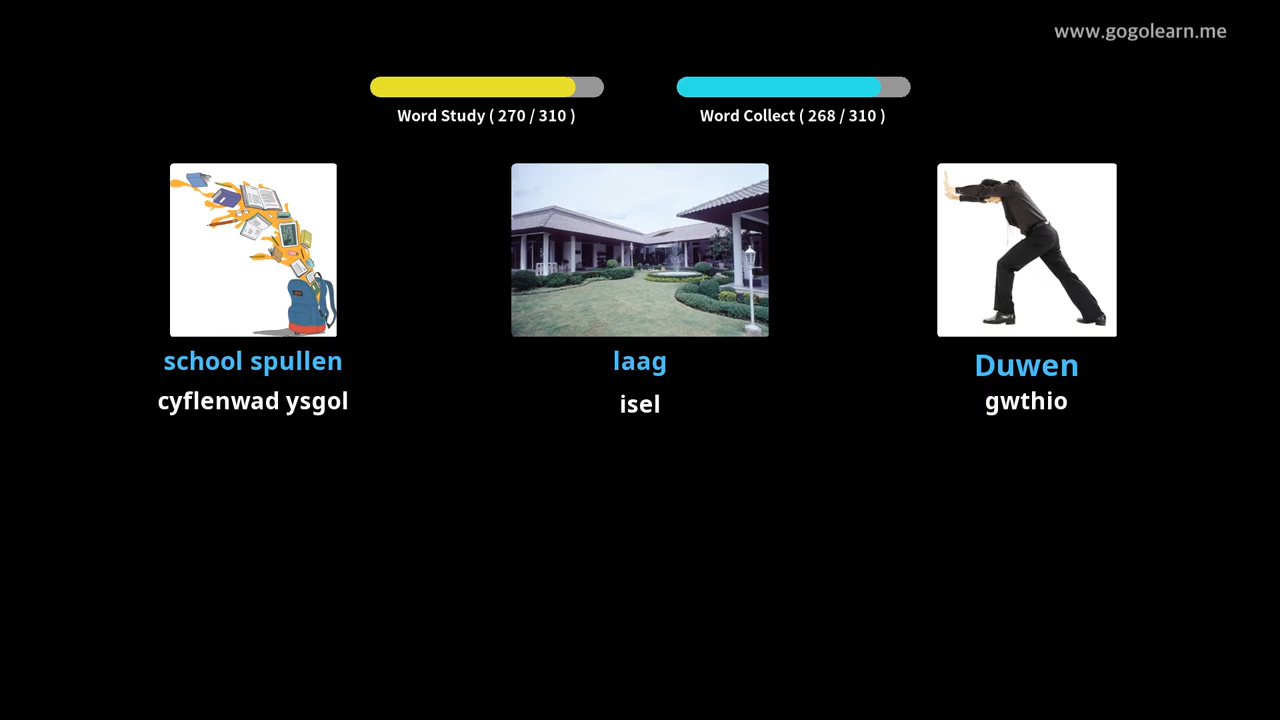 www.gogolearn.me
Word Study ( 270 / 310 )
Word Collect ( 268 / 310 )
school spullen
laag
Duwen
cyflenwad ysgol
isel
gwthio